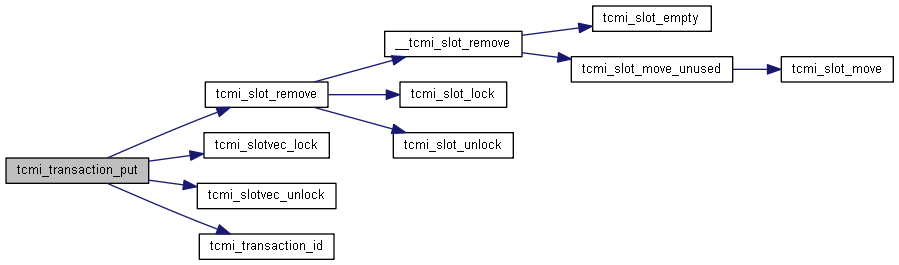 tcmi_slot_empty
__tcmi_slot_remove
tcmi_slot_move_unused
tcmi_slot_move
tcmi_slot_remove
tcmi_slot_lock
tcmi_slot_unlock
tcmi_slotvec_lock
tcmi_transaction_put
tcmi_slotvec_unlock
tcmi_transaction_id